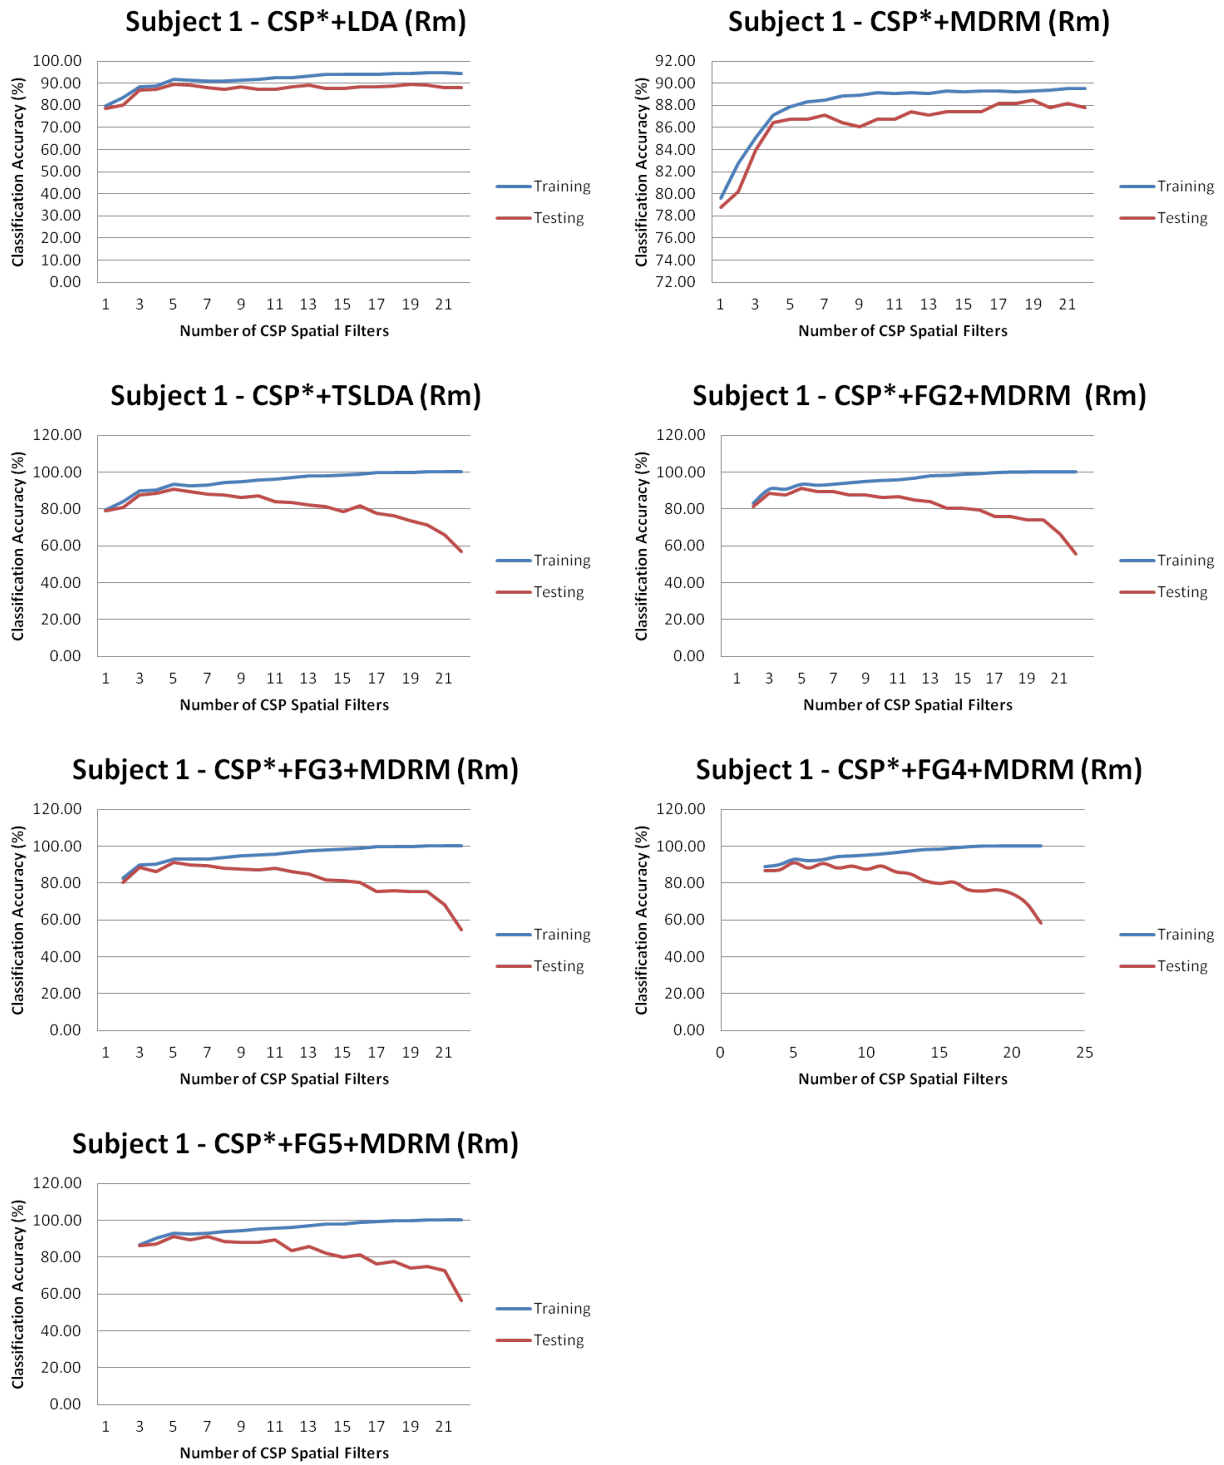 Subject 1 - CSP*+LDA (Rm)
Classification Accuracy (%)
100.00
90.00
80.00
70.00
60.00
50.00
40.00
30.00
20.00
10.00
0.00
1 3 5 7 9 11 13 15 17 19 21
Number of CSP Spatial Filters
Training
Testing
Subject 1 - CSP*+MDRM (Rm)
Classification Accuracy (%)
92.00
90.00
88.00
86.00
84.00
82.00
80.00
78.00
76.00
74.00
72.00
1 3 5 7 9 11 13 15 17 19 21
Number of CSP Spatial Filters
Training
Testing
Subject 1 - CSP*+TSLDA (Rm)
Classification Accuracy (%)
120.00
100.00
80.00
60.00
40.00
20.00
0.00
1 3 5 7 9 11 13 15 17 19 21
Number of CSP Spatial Filters
Training
Testing
Subject 1 - CSP*+FG2+MDRM (Rm)
Classification Accuracy (%)
120.00
100.00
80.00
60.00
40.00
20.00
0.00
1 3 5 7 9 11 13 15 17 19 21
Number of CSP Spatial Filters
Training
Testing
Subject 1 - CSP*+FG3+MDRM (Rm)
Classification Accuracy (%)
120.00
100.00
80.00
60.00
40.00
20.00
0.00
1 3 5 7 9 11 13 15 17 19 21
Number of CSP Spatial Filters
Training
Testing
Subject 1 - CSP*+FG4+MDRM (Rm)
Classification Accuracy (%)
120.00
100.00
80.00
60.00
40.00
20.00
0.00
0 5 10 15 20 25
Number of CSP Spatial Filters
Training
Testing
Subject 1 - CSP*+FG5+MDRM (Rm)
Classification Accuracy (%)
120.00
100.00
80.00
60.00
40.00
20.00
0.00
1 3 5 7 9 11 13 15 17 19 21
Number of CSP Spatial Filters
Training
Testing